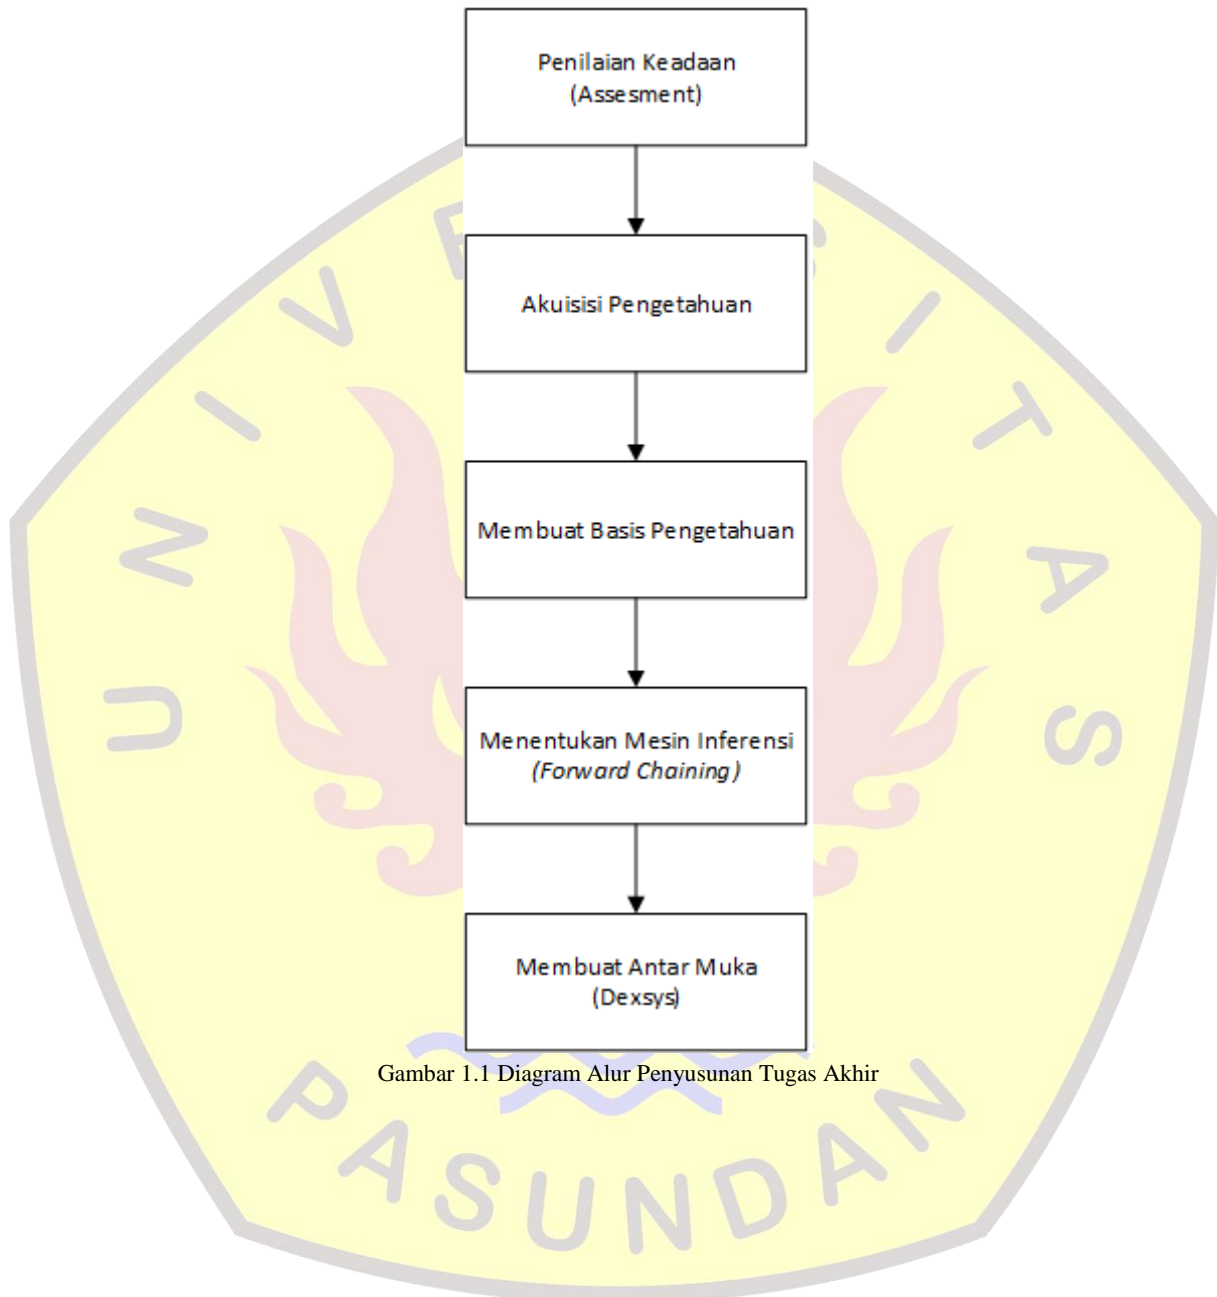 Penilaian Keadaan
(Assesment)
Akuisisi Pengetahuan
Membuat Basis Pengetahuan
Menentukan Mesin Inferensi
(Forward Chaining)
Membuat Antar Muka
(Dexsys)
Gambar 1.1 Diagram Alur Penyusunan Tugas Akhir
UNIVERSITAS
PASUNDAN